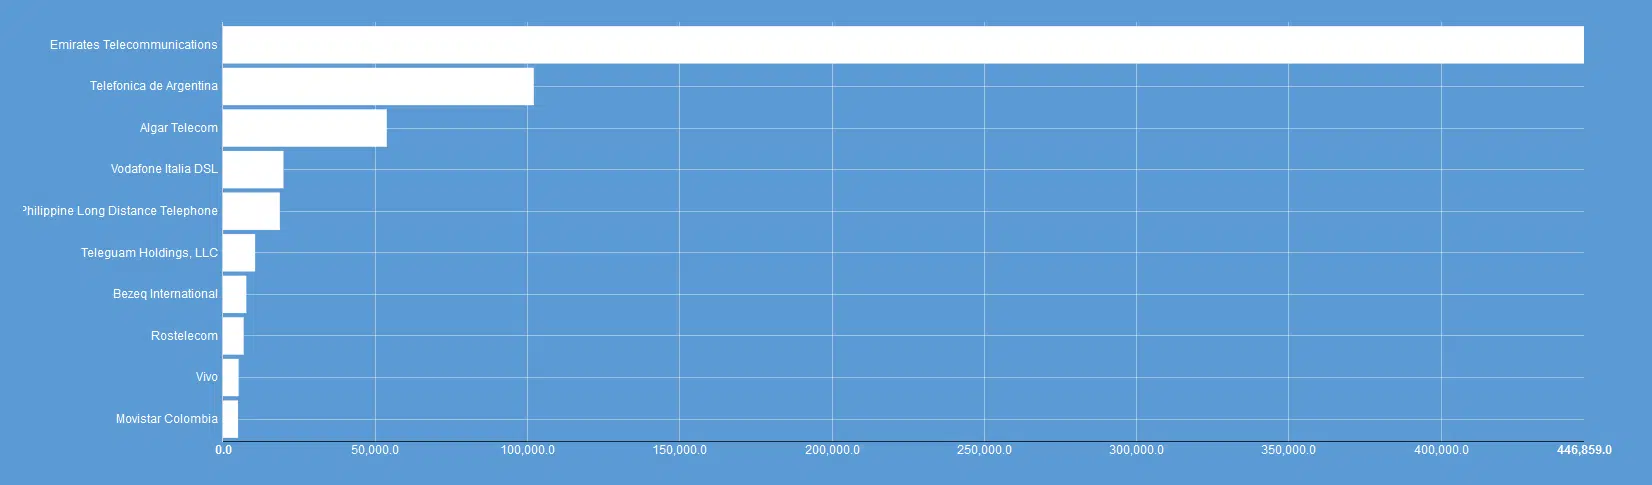 Emirates Telecommunications
Telefonica de Argentina
Algar Telecom
Vodafone Italia DSL
Philippine Long Distance Telephone
Teleguam Holdings, LLC
Bezeq International
Rostelecom
Vivo
Movistar Colombia
0.0 50,000.0 100,000.0 150,000.0 200,000.0 250,000.0 300,000.0 350,000.0 400,000.0 446,859.0